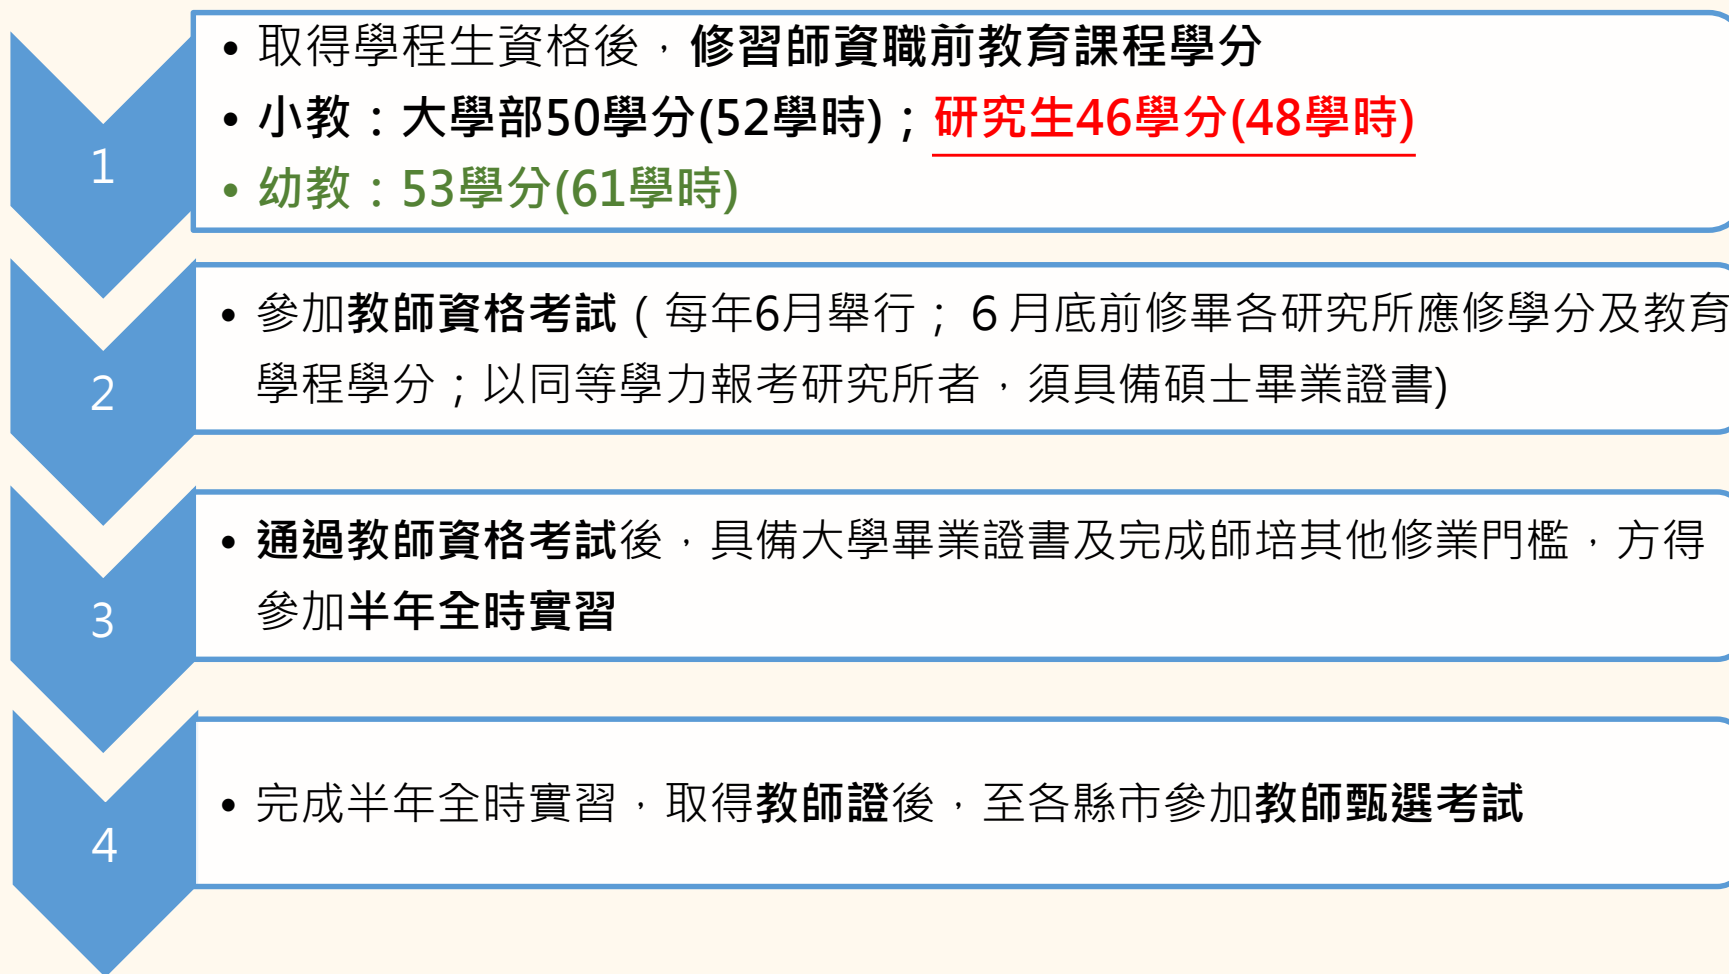 1
• 取得學程生資格後，修習師資職前教育課程學分
• 小教：大學部50學分(52學時)；研究生46學分(48學時)
• 幼教：53學分(61學時)
2
• 參加教師資格考試（每年6月舉行；６月底前修畢各研究所應修學分及教育
學程學分；以同等學力報考研究所者，須具備碩士畢業證書)
3
• 通過教師資格考試後，具備大學畢業證書及完成師培其他修業門檻，方得
參加半年全時實習
4
• 完成半年全時實習，取得教師證後，至各縣市參加教師甄選考試